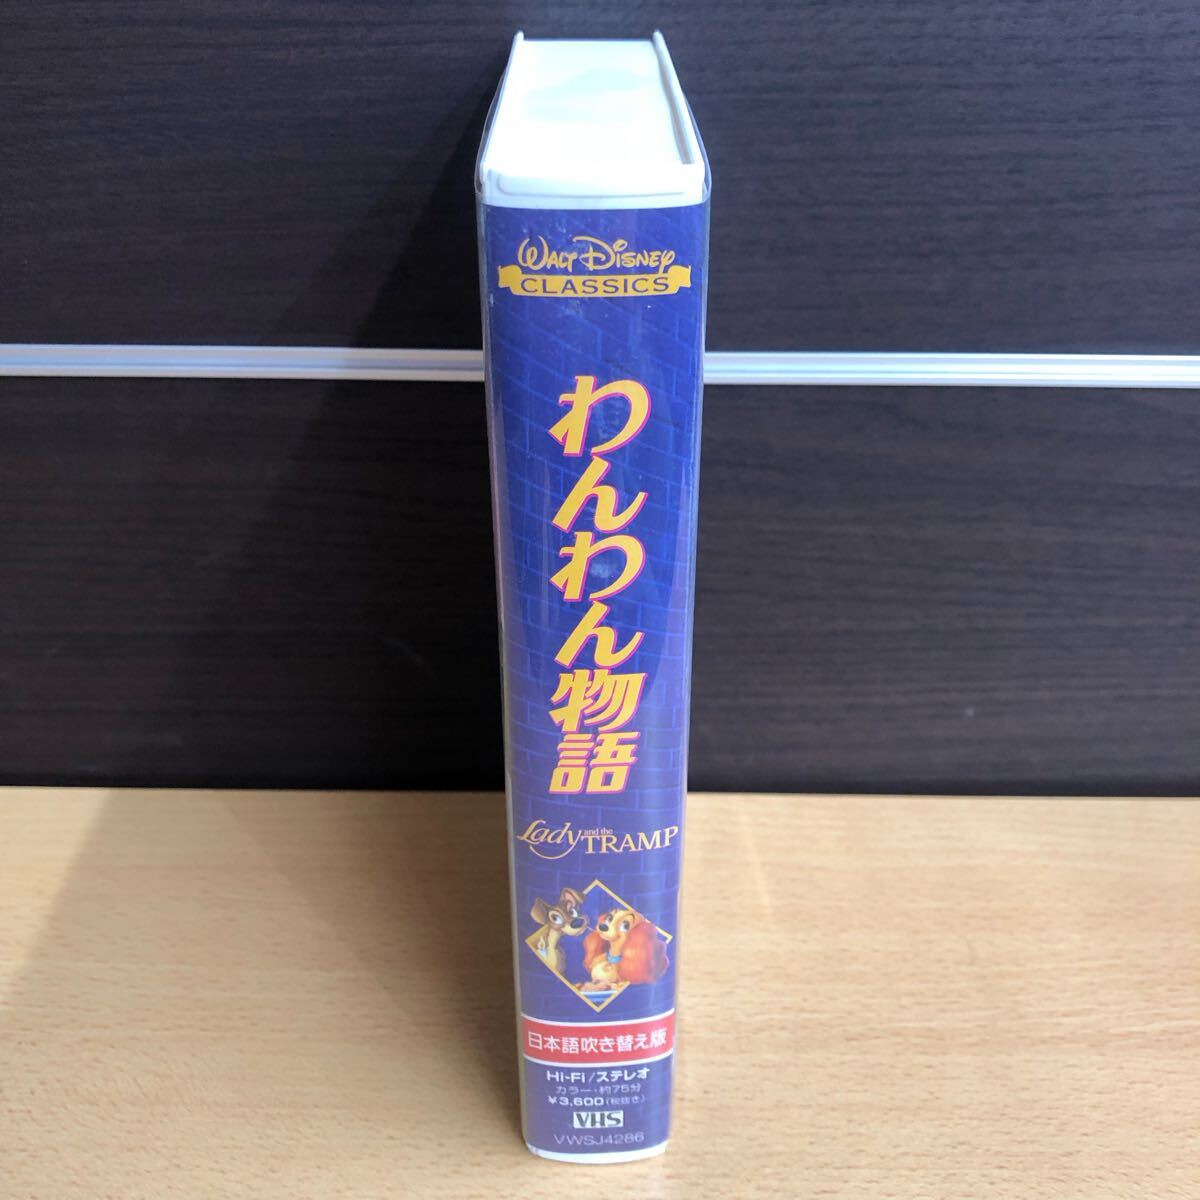 WALT DISNEY
CLASSICS
わんわん物語
Lady and the TRAMP
日本語吹き替え版
Hi-Fi/ステレオ
カラー・約75分
¥3,600(税抜き)
VHS
VWSJ4286